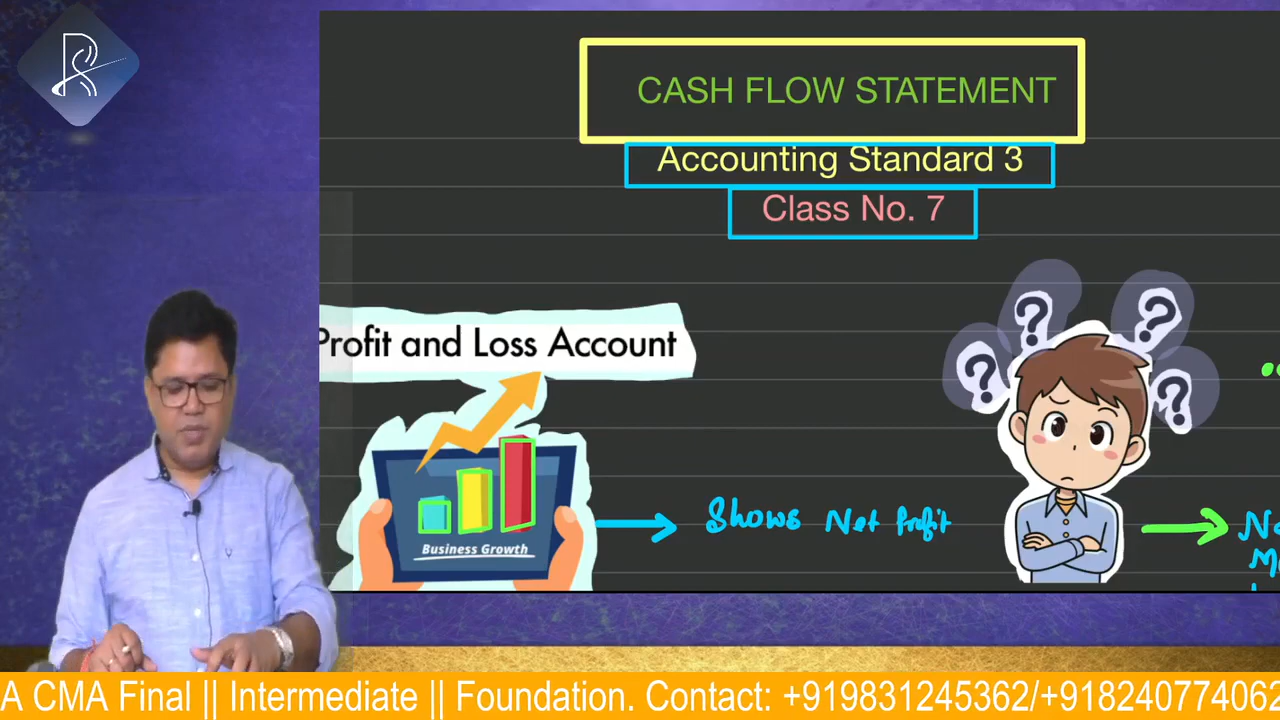 CASH FLOW STATEMENT
Accounting Standard 3
Class No. 7
Profit and Loss Account
Business Growth
Shows Net Profit
? ? ? ?
A CMA Final || Intermediate || Foundation. Contact: +919831245362/+918240774062